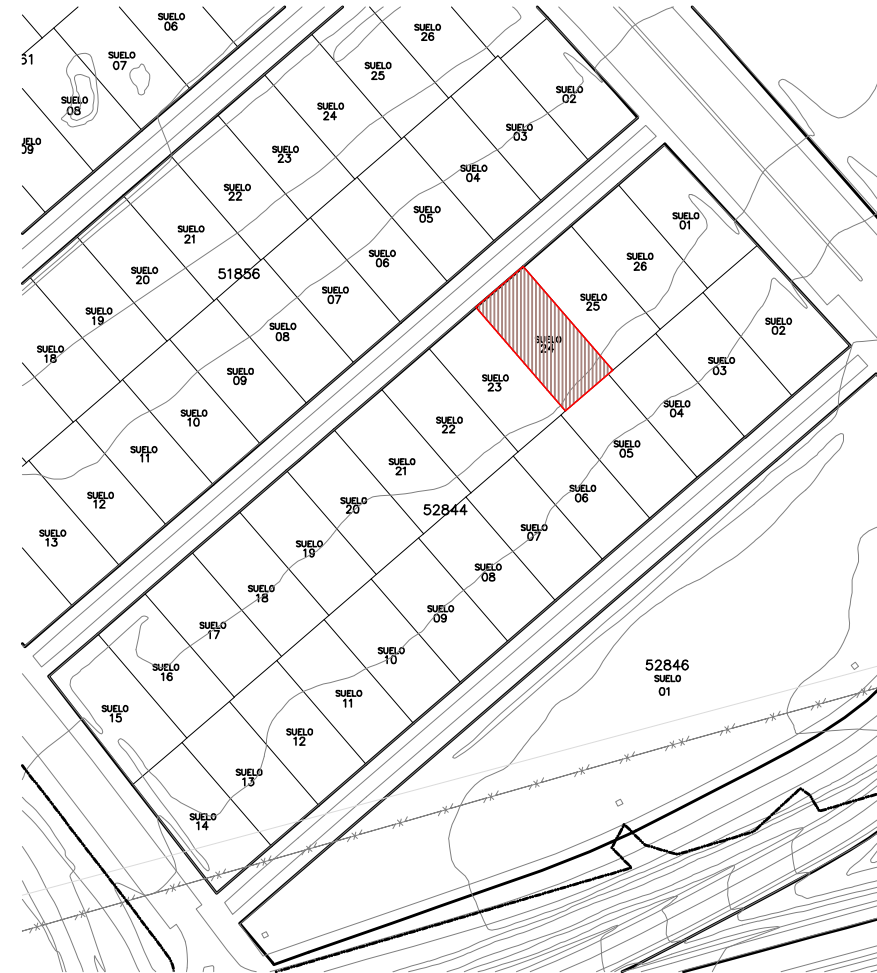 SUELO
06
SUELO
07
SUELO
08
SUELO
26
SUELO
25
SUELO
24
SUELO
23
SUELO
22
SUELO
21
SUELO
20
SUELO
19
SUELO
18
51856
SUELO
02
SUELO
03
SUELO
04
SUELO
05
SUELO
06
SUELO
07
SUELO
08
SUELO
09
SUELO
10
SUELO
11
SUELO
12
SUELO
13
SUELO
01
SUELO
26
SUELO
25
SUELO
24
SUELO
23
SUELO
22
SUELO
21
SUELO
20
SUELO
19
SUELO
18
SUELO
17
SUELO
16
SUELO
15
52844
SUELO
02
SUELO
03
SUELO
04
SUELO
05
SUELO
06
SUELO
07
SUELO
08
SUELO
09
SUELO
10
SUELO
11
SUELO
12
SUELO
13
SUELO
14
52846
SUELO
01